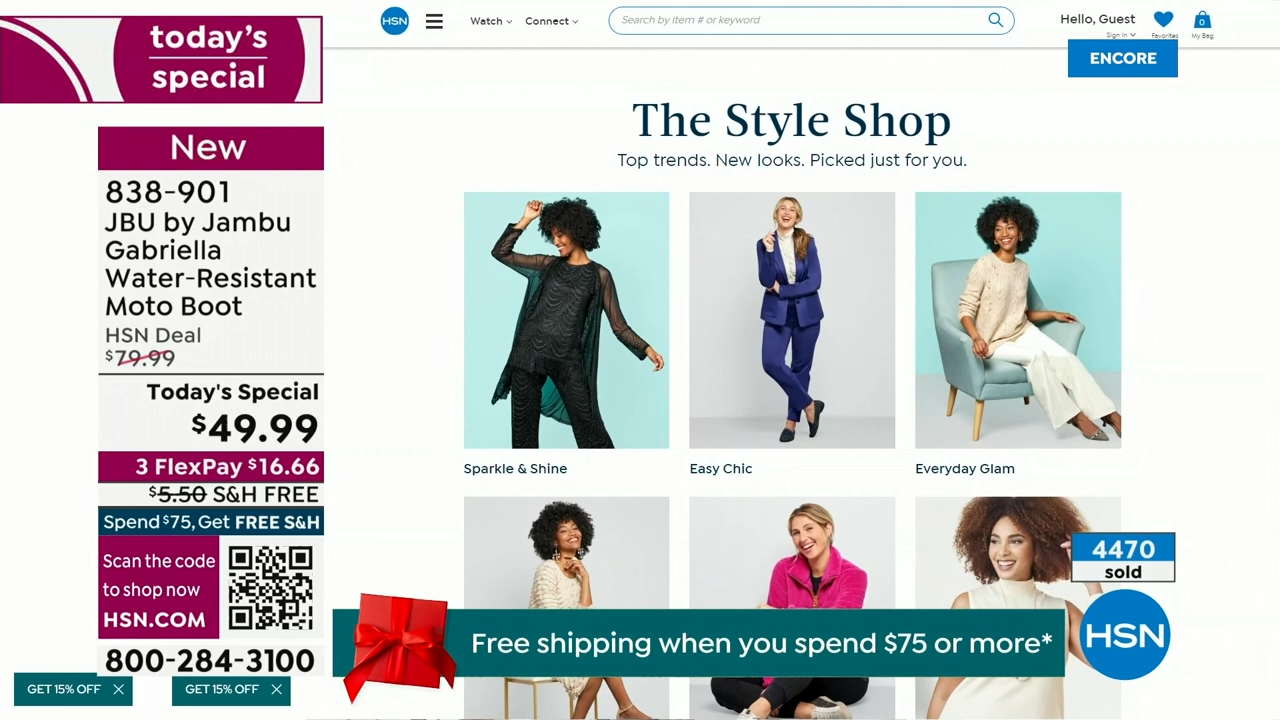 today's
special
New
838-901
JBU by Jambu
Gabriella
Water-Resistant
Moto Boot
HSN Deal
$79.99
Today's Special
$49.99
3 FlexPay $16.66
$5.50 S&H FREE
Spend $75, Get FREE S&H
Scan the code
to shop now
HSN.COM
800-284-3100
GET 15% OFF ×
GET 15% OFF ×
HSN
Watch
Connect
Search by item # or keyword
Hello, Guest
Sign In
Favorites
0
My Bag
ENCORE
The Style Shop
Top trends. New looks. Picked just for you.
Sparkle & Shine
Easy Chic
Everyday Glam
4470
sold
Free shipping when you spend $75 or more*
HSN